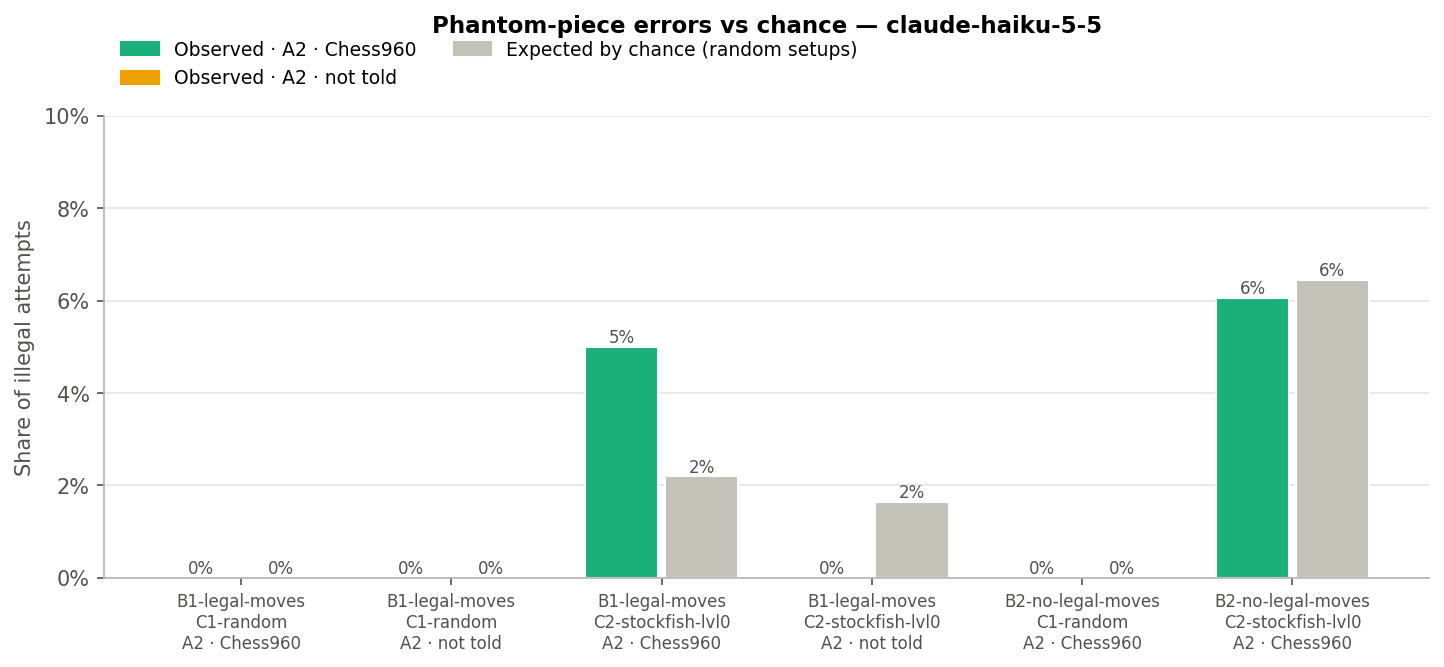 Phantom-piece errors vs chance — claude-haiku-5-5
Observed · A2 · Chess960
Expected by chance (random setups)
Observed · A2 · not told
Share of illegal attempts
10%
8%
6%
4%
2%
0%
0%
0%
0%
0%
5%
2%
0%
2%
0%
0%
6%
6%
B1-legal-moves
C1-random
A2 · Chess960
B1-legal-moves
C1-random
A2 · not told
B1-legal-moves
C2-stockfish-lvl0
A2 · Chess960
B1-legal-moves
C2-stockfish-lvl0
A2 · not told
B2-no-legal-moves
C1-random
A2 · Chess960
B2-no-legal-moves
C2-stockfish-lvl0
A2 · Chess960